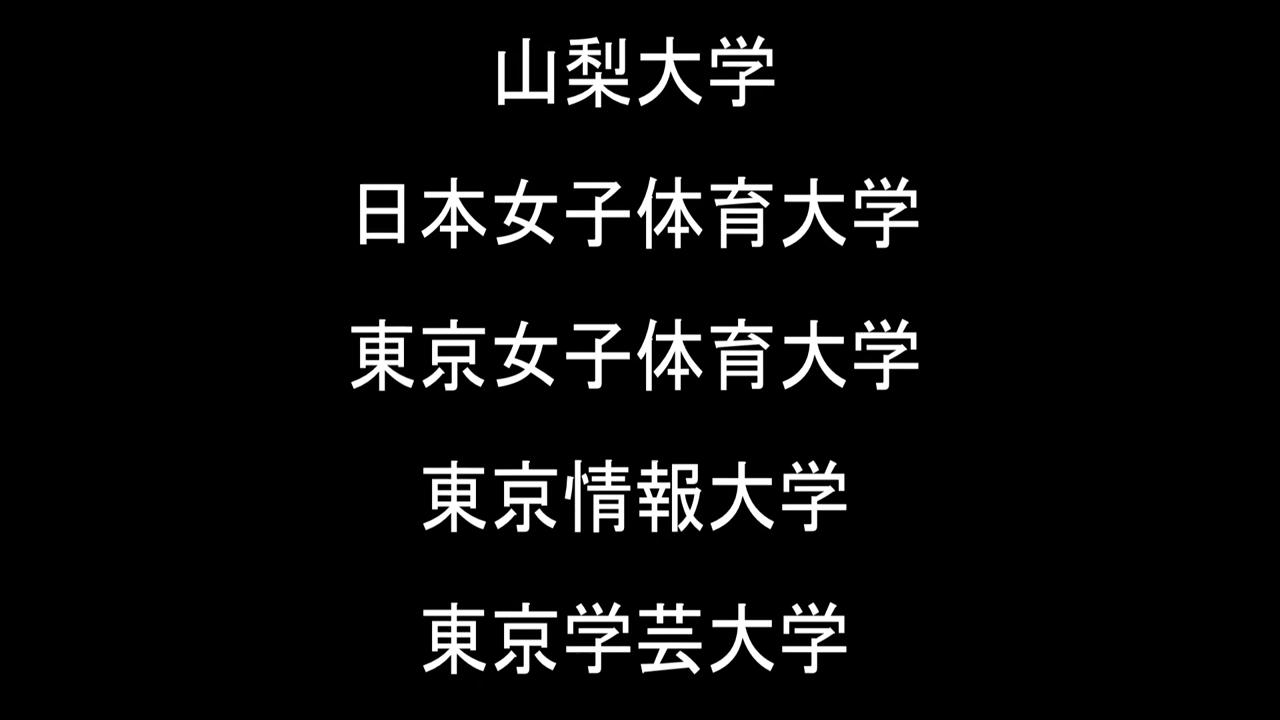 山梨大学
日本女子体育大学
東京女子体育大学
東京情報大学
東京学芸大学